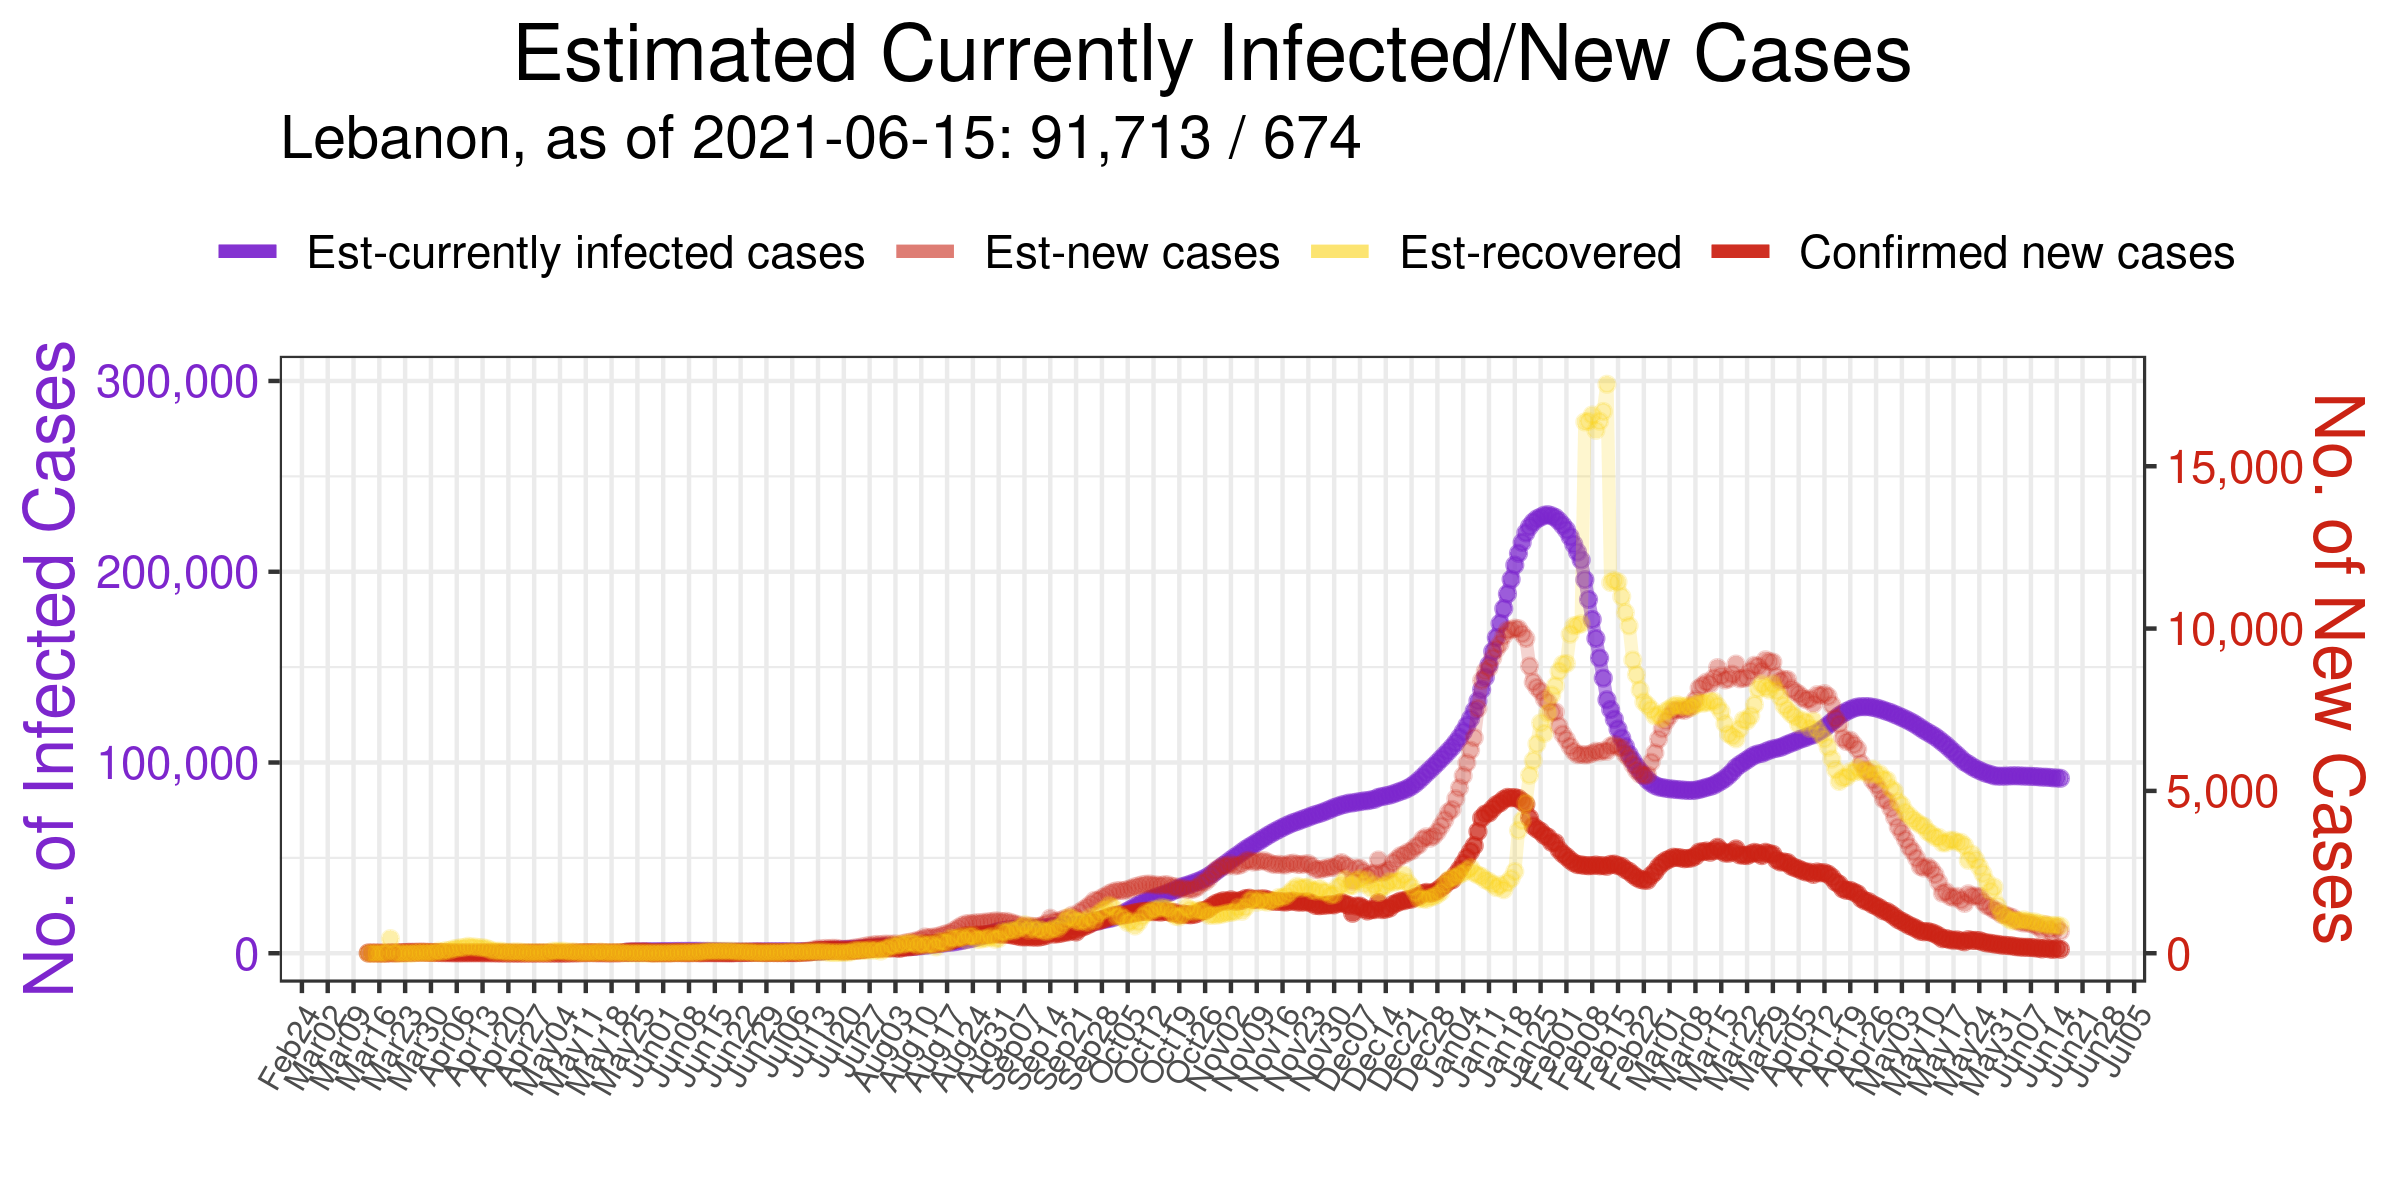 Estimated Currently Infected/New Cases
Lebanon, as of 2021-06-15: 91,713 / 674
Est-currently infected cases
Est-new cases
Est-recovered
Confirmed new cases
No. of Infected Cases
300,000
200,000
100,000
0
15,000
10,000
5,000
0
No. of New Cases
Feb24
Mar02
Mar09
Mar16
Mar23
Mar30
Apr06
Apr13
Apr20
Apr27
May04
May11
May18
May25
Jun01
Jun08
Jun15
Jun22
Jun29
Jul06
Jul13
Jul20
Jul27
Aug03
Aug10
Aug17
Aug24
Aug31
Sep07
Sep14
Sep21
Sep28
Oct05
Oct12
Oct19
Oct26
Nov02
Nov09
Nov16
Nov23
Nov30
Dec07
Dec14
Dec21
Dec28
Jan04
Jan11
Jan18
Jan25
Feb01
Feb08
Feb15
Feb22
Mar01
Mar08
Mar15
Mar22
Mar29
Apr05
Apr12
Apr19
Apr26
May03
May10
May17
May24
May31
Jun07
Jun14
Jun21
Jun28
Jul05